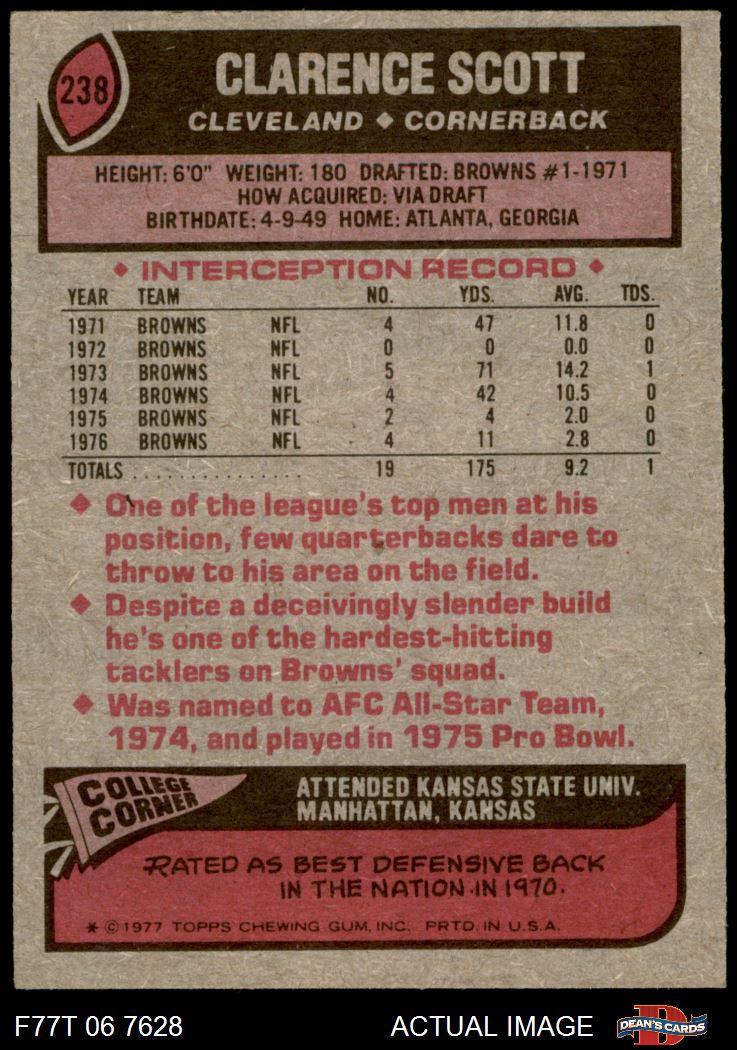 238
CLARENCE SCOTT
CLEVELAND ◆ CORNERBACK
HEIGHT: 6'0" WEIGHT: 180 DRAFTED: BROWNS #1-1971
HOW ACQUIRED: VIA DRAFT
BIRTHDATE: 4-9-49 HOME: ATLANTA, GEORGIA
◆ INTERCEPTION RECORD ◆
YEAR TEAM NO. YDS. AVG. TDS.
1971 BROWNS NFL 4 47 11.8 0
1972 BROWNS NFL 0 0 0.0 0
1973 BROWNS NFL 5 71 14.2 1
1974 BROWNS NFL 4 42 10.5 0
1975 BROWNS NFL 2 4 2.0 0
1976 BROWNS NFL 4 11 2.8 0
TOTALS ................ 19 175 9.2 1
◆ One of the league's top men at his
position, few quarterbacks dare to
throw to his area on the field.
◆ Despite a deceivingly slender build
he's one of the hardest-hitting
tacklers on Browns' squad.
◆ Was named to AFC All-Star Team,
1974, and played in 1975 Pro Bowl.
COLLEGE
CORNER
ATTENDED KANSAS STATE UNIV.
MANHATTAN, KANSAS
RATED AS BEST DEFENSIVE BACK
IN THE NATION IN 1970.
* © 1977 TOPPS CHEWING GUM, INC. PRTD. IN U.S.A.
F77T 06 7628 ACTUAL IMAGE
D
DEAN'S CARDS